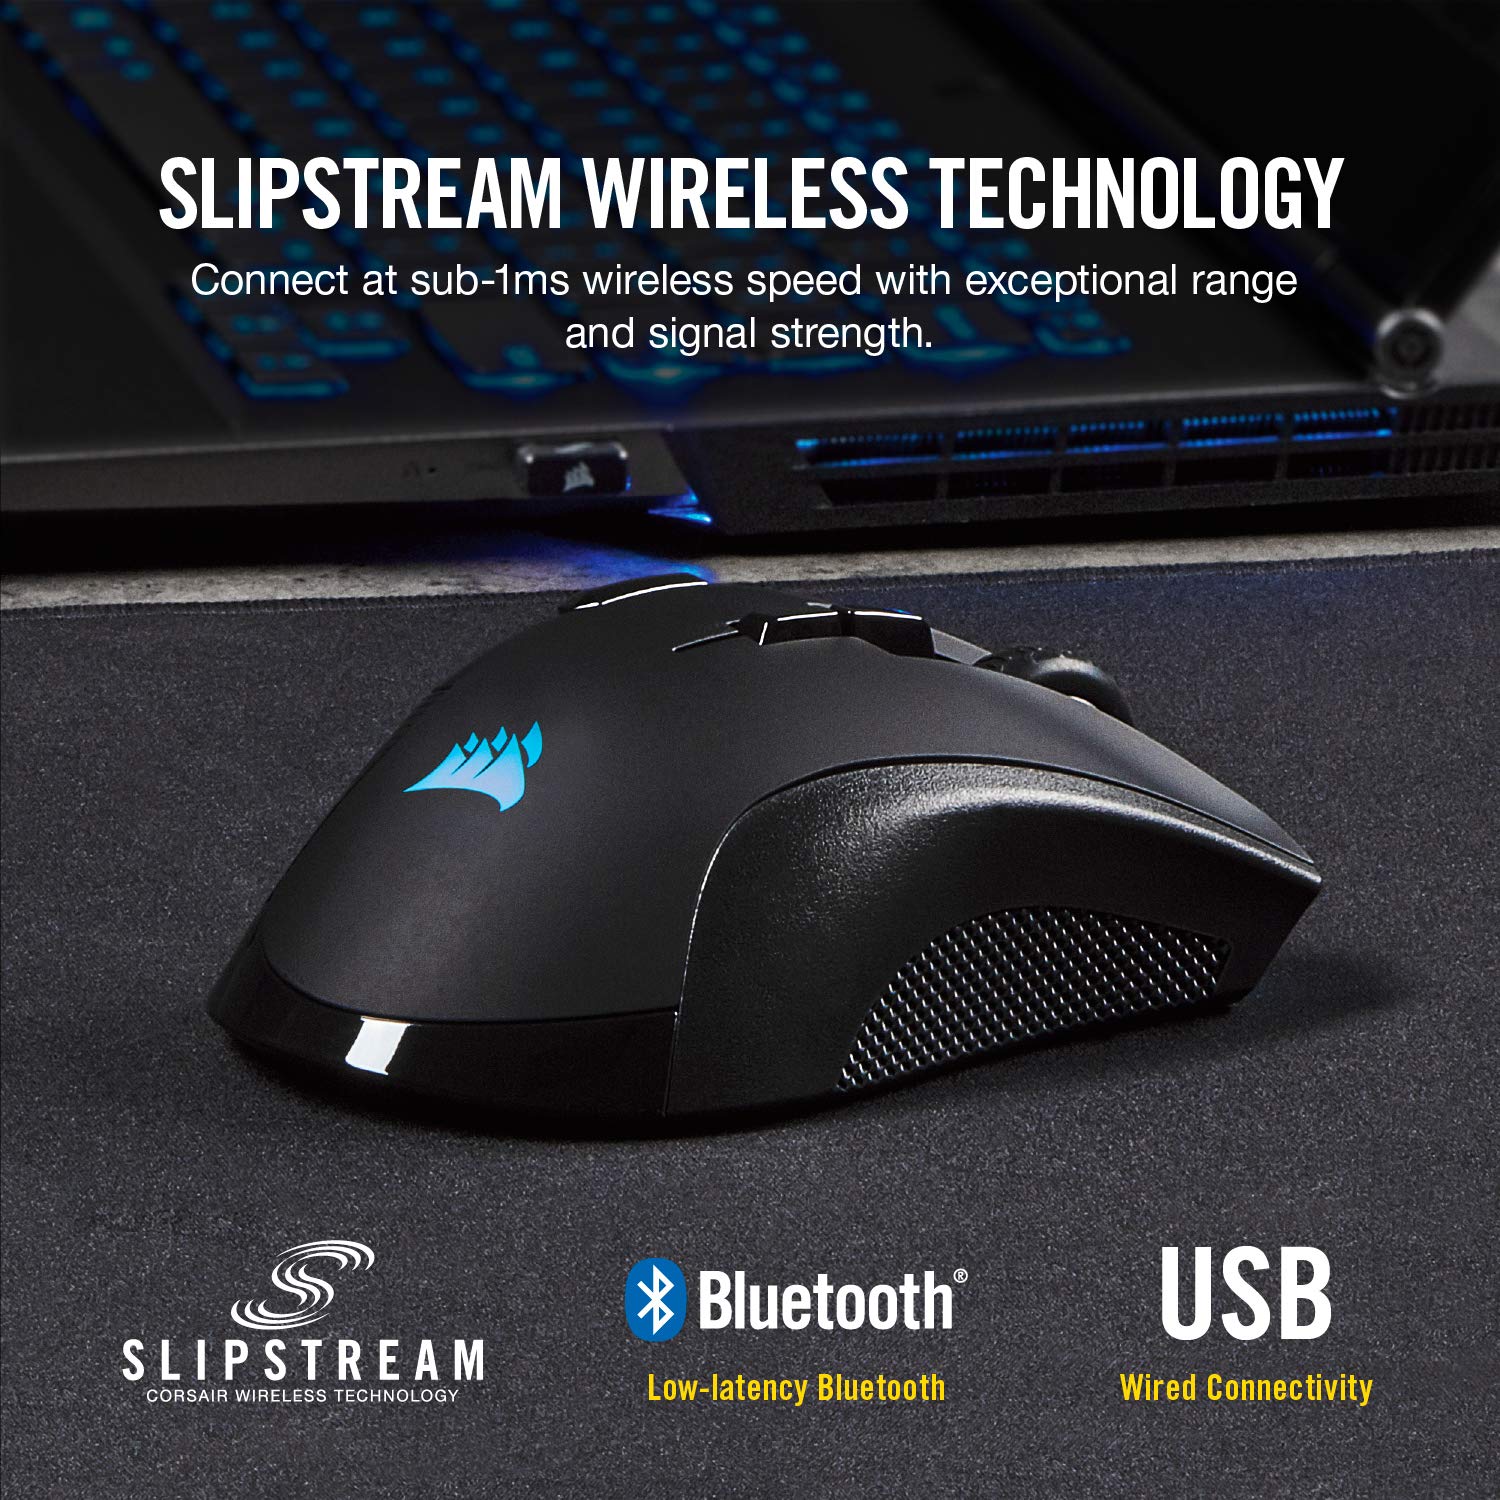 SLIPSTREAM WIRELESS TECHNOLOGY
Connect at sub-1ms wireless speed with exceptional range
and signal strength.
SLIPSTREAM
CORSAIR WIRELESS TECHNOLOGY
Bluetooth®
Low-latency Bluetooth
USB
Wired Connectivity